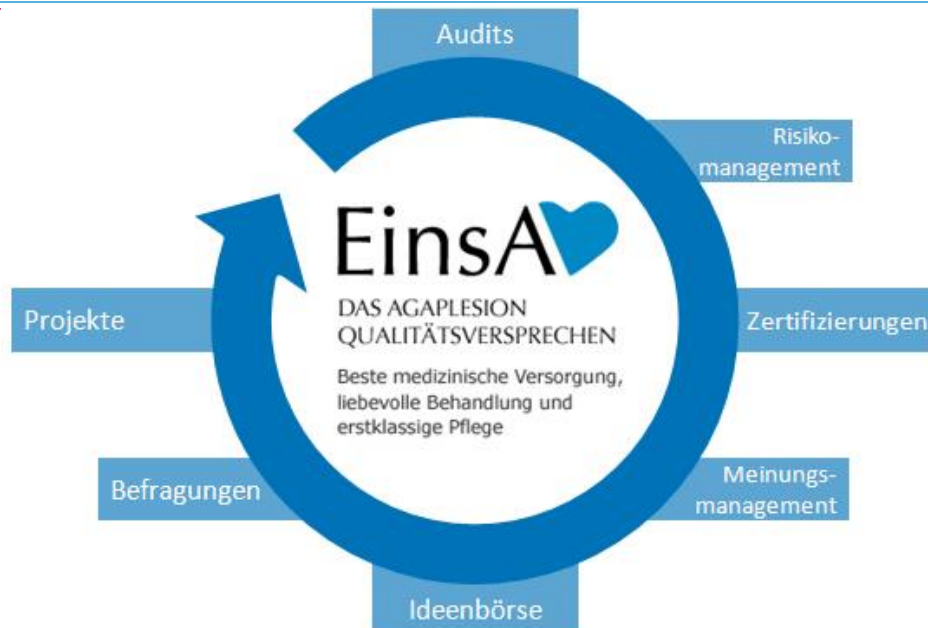 Audits
Risiko-
management
EinsA
DAS AGAPLESION
QUALITÄTSVERSPRECHEN
Projekte
Zertifizierungen
Beste medizinische Versorgung,
liebevolle Behandlung und
erstklassige Pflege
Befragungen
Meinungs-
management
Ideenbörse